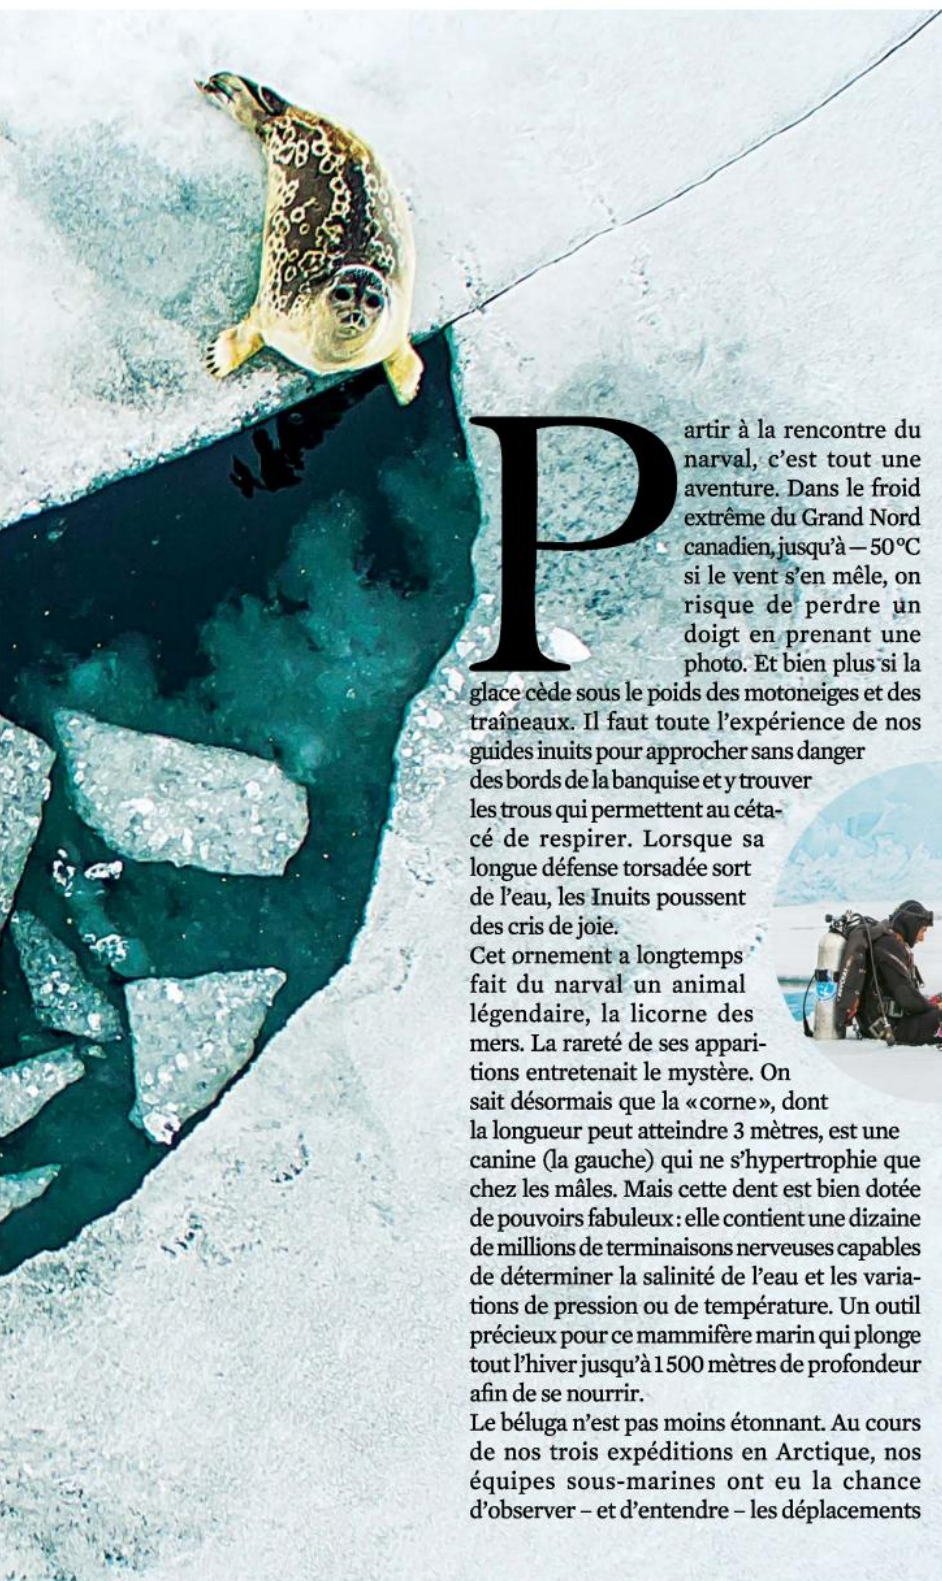 Partir à la rencontre du
narval, c'est tout une
aventure. Dans le froid
extrême du Grand Nord
canadien, jusqu'à – 50 °C
si le vent s'en mêle, on
risque de perdre un
doigt en prenant une
photo. Et bien plus si la
glace cède sous le poids des motoneiges et des
traîneaux. Il faut toute l'expérience de nos
guides inuits pour approcher sans danger
des bords de la banquise et y trouver
les trous qui permettent au céta-
cé de respirer. Lorsque sa
longue défense torsadée sort
de l'eau, les Inuits poussent
des cris de joie.
Cet ornement a longtemps
fait du narval un animal
légendaire, la licorne des
mers. La rareté de ses appari-
tions entretenait le mystère. On
sait désormais que la «corne», dont
la longueur peut atteindre 3 mètres, est une
canine (la gauche) qui ne s'hypertrophie que
chez les mâles. Mais cette dent est bien dotée
de pouvoirs fabuleux : elle contient une dizaine
de millions de terminaisons nerveuses capables
de déterminer la salinité de l'eau et les varia-
tions de pression ou de température. Un outil
précieux pour ce mammifère marin qui plonge
tout l'hiver jusqu'à 1 500 mètres de profondeur
afin de se nourrir.
Le béluga n'est pas moins étonnant. Au cours
de nos trois expéditions en Arctique, nos
équipes sous-marines ont eu la chance
d'observer – et d'entendre – les déplacements